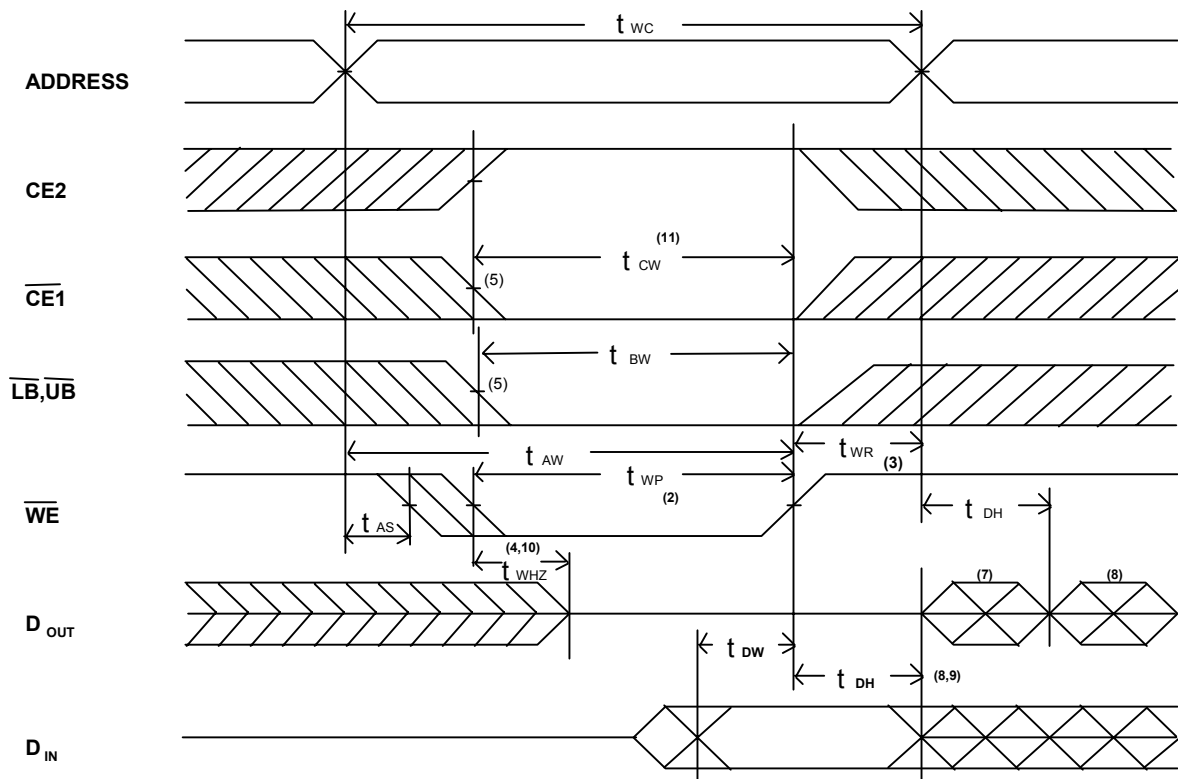 t WC
ADDRESS
CE2
(11)
t CW
CE1
(5)
t BW
LB,UB
(5)
t AW
t WR
(3)
t WP
(2)
WE
t AS
t DH
(4,10)
t WHZ
(7)
(8)
D OUT
t DW
t DH
(8,9)
D IN